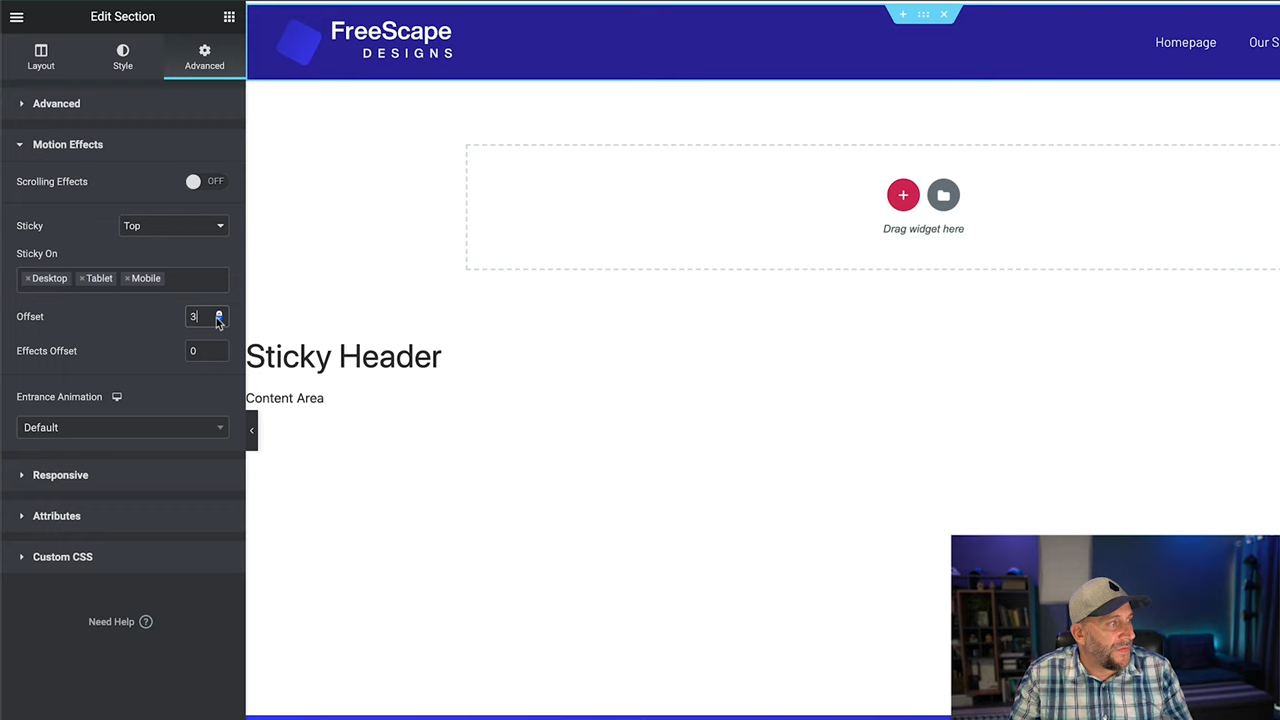 Edit Section
Layout
Style
Advanced
Advanced
Motion Effects
Scrolling Effects
OFF
Sticky
Top
Sticky On
× Desktop × Tablet × Mobile
Offset
3
Effects Offset
0
Entrance Animation
Default
Responsive
Attributes
Custom CSS
Need Help ?
FreeScape
DESIGNS
Homepage
Our S
Drag widget here
Sticky Header
Content Area